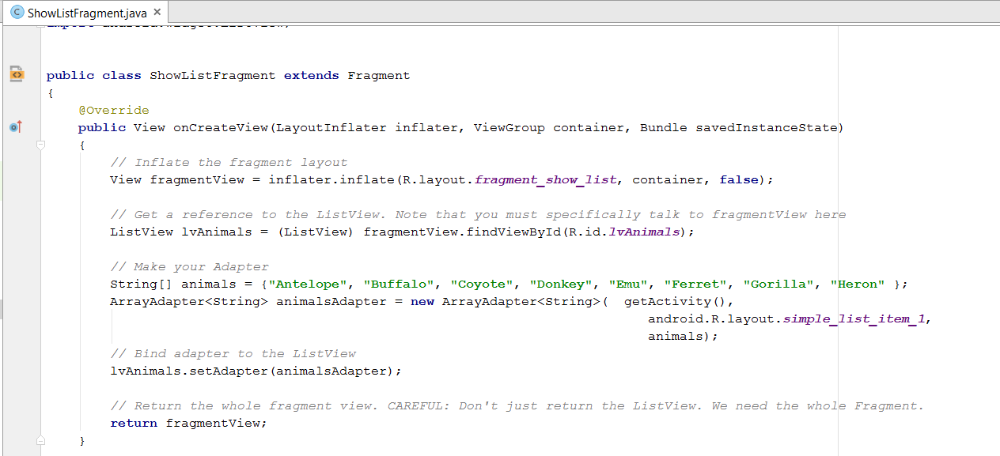 ShowListFragment.java
public class ShowListFragment extends Fragment
{
@Override
public View onCreateView(LayoutInflater inflater, ViewGroup container, Bundle savedInstanceState)
{
// Inflate the fragment layout
View fragmentView = inflater.inflate(R.layout.fragment_show_list, container, false);
// Get a reference to the ListView. Note that you must specifically talk to fragmentView here
ListView lvAnimals = (ListView) fragmentView.findViewById(R.id.lvAnimals);
// Make your Adapter
String[] animals = {"Antelope", "Buffalo", "Coyote", "Donkey", "Emu", "Ferret", "Gorilla", "Heron" };
ArrayAdapter<String> animalsAdapter = new ArrayAdapter<String>(  getActivity(),
android.R.layout.simple_list_item_1,
animals);
// Bind adapter to the ListView
lvAnimals.setAdapter(animalsAdapter);
// Return the whole fragment view. CAREFUL: Don't just return the ListView. We need the whole Fragment.
return fragmentView;
}